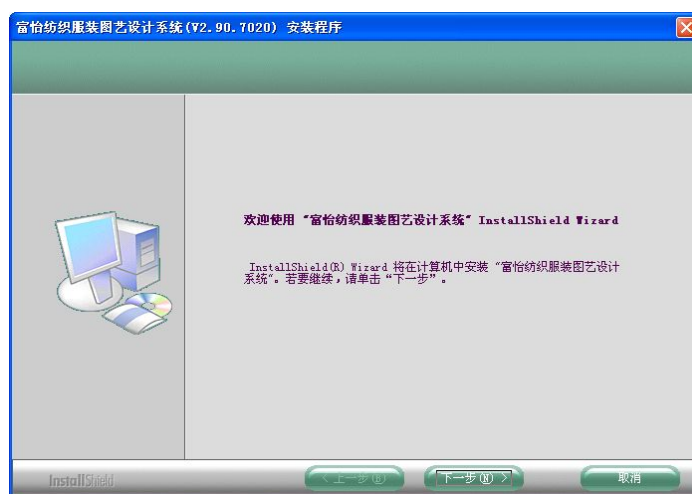 富怡纺织服装图艺设计系统(V2.90.7020) 安装程序
欢迎使用 “富怡纺织服装图艺设计系统” InstallShield Wizard
InstallShield(R) Wizard 将在计算机中安装 “富怡纺织服装图艺设计
系统”。若要继续，请单击“下一步”。
InstallShield
< 上一步(B)
下一步(N) >
取消